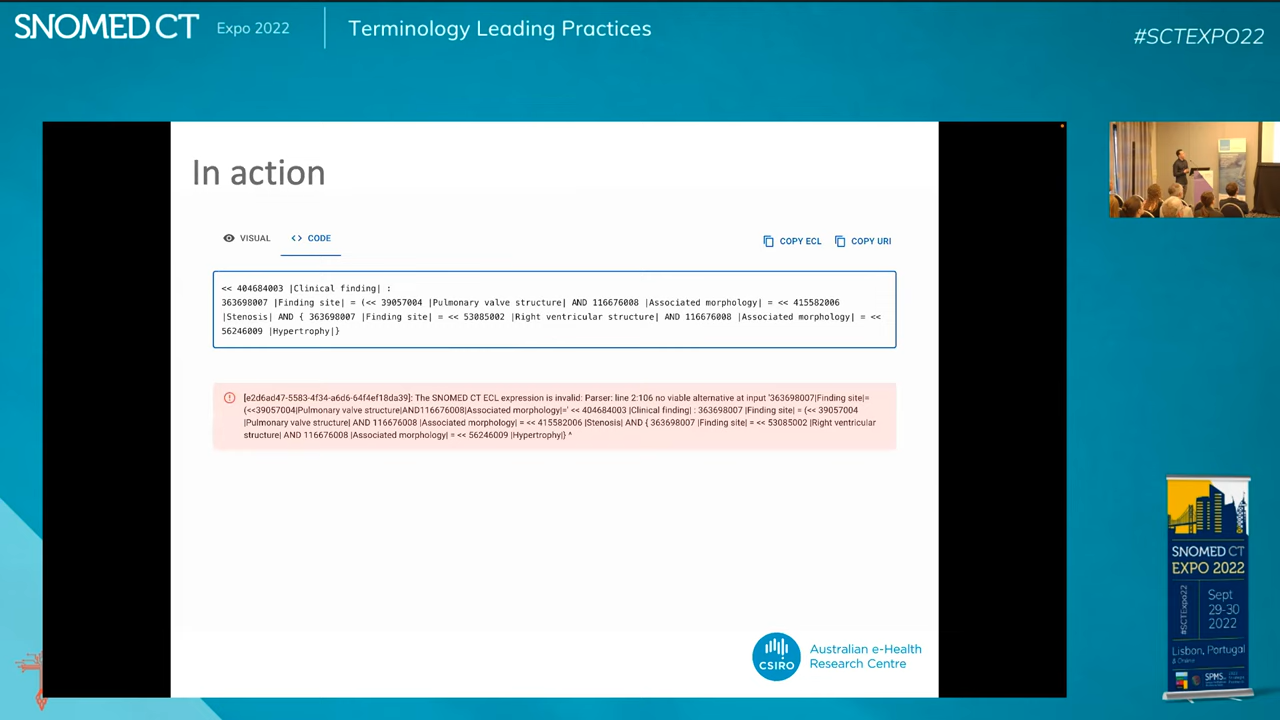 SNOMED CT Expo 2022 Terminology Leading Practices
#SCTEXPO22
In action
VISUAL <> CODE COPY ECL COPY URI
<< 404684003 |Clinical finding| :
363698007 |Finding site| = (<< 39057004 |Pulmonary valve structure| AND 116676008 |Associated morphology| = << 415582006
|Stenosis| AND { 363698007 |Finding site| = << 53085002 |Right ventricular structure| AND 116676008 |Associated morphology| = <<
56246009 |Hypertrophy|}
[e2d6ad47-5583-4f34-a6d6-64f4ef18da39]: The SNOMED CT ECL expression is invalid: Parser: line 2:106 no viable alternative at input '363698007|Finding site|=
(<<39057004|Pulmonary valve structure|AND116676008|Associated morphology|=' << 404684003 |Clinical finding| : 363698007 |Finding site| = (<< 39057004
|Pulmonary valve structure| AND 116676008 |Associated morphology| = << 415582006 |Stenosis| AND { 363698007 |Finding site| = << 53085002 |Right ventricular
structure| AND 116676008 |Associated morphology| = << 56246009 |Hypertrophy|} ^
SNOMED CT
EXPO 2022
#SCTExpo22
Sept
29-30
2022
Lisbon, Portugal
& Online
SPMS
CSIRO
Australian e-Health
Research Centre